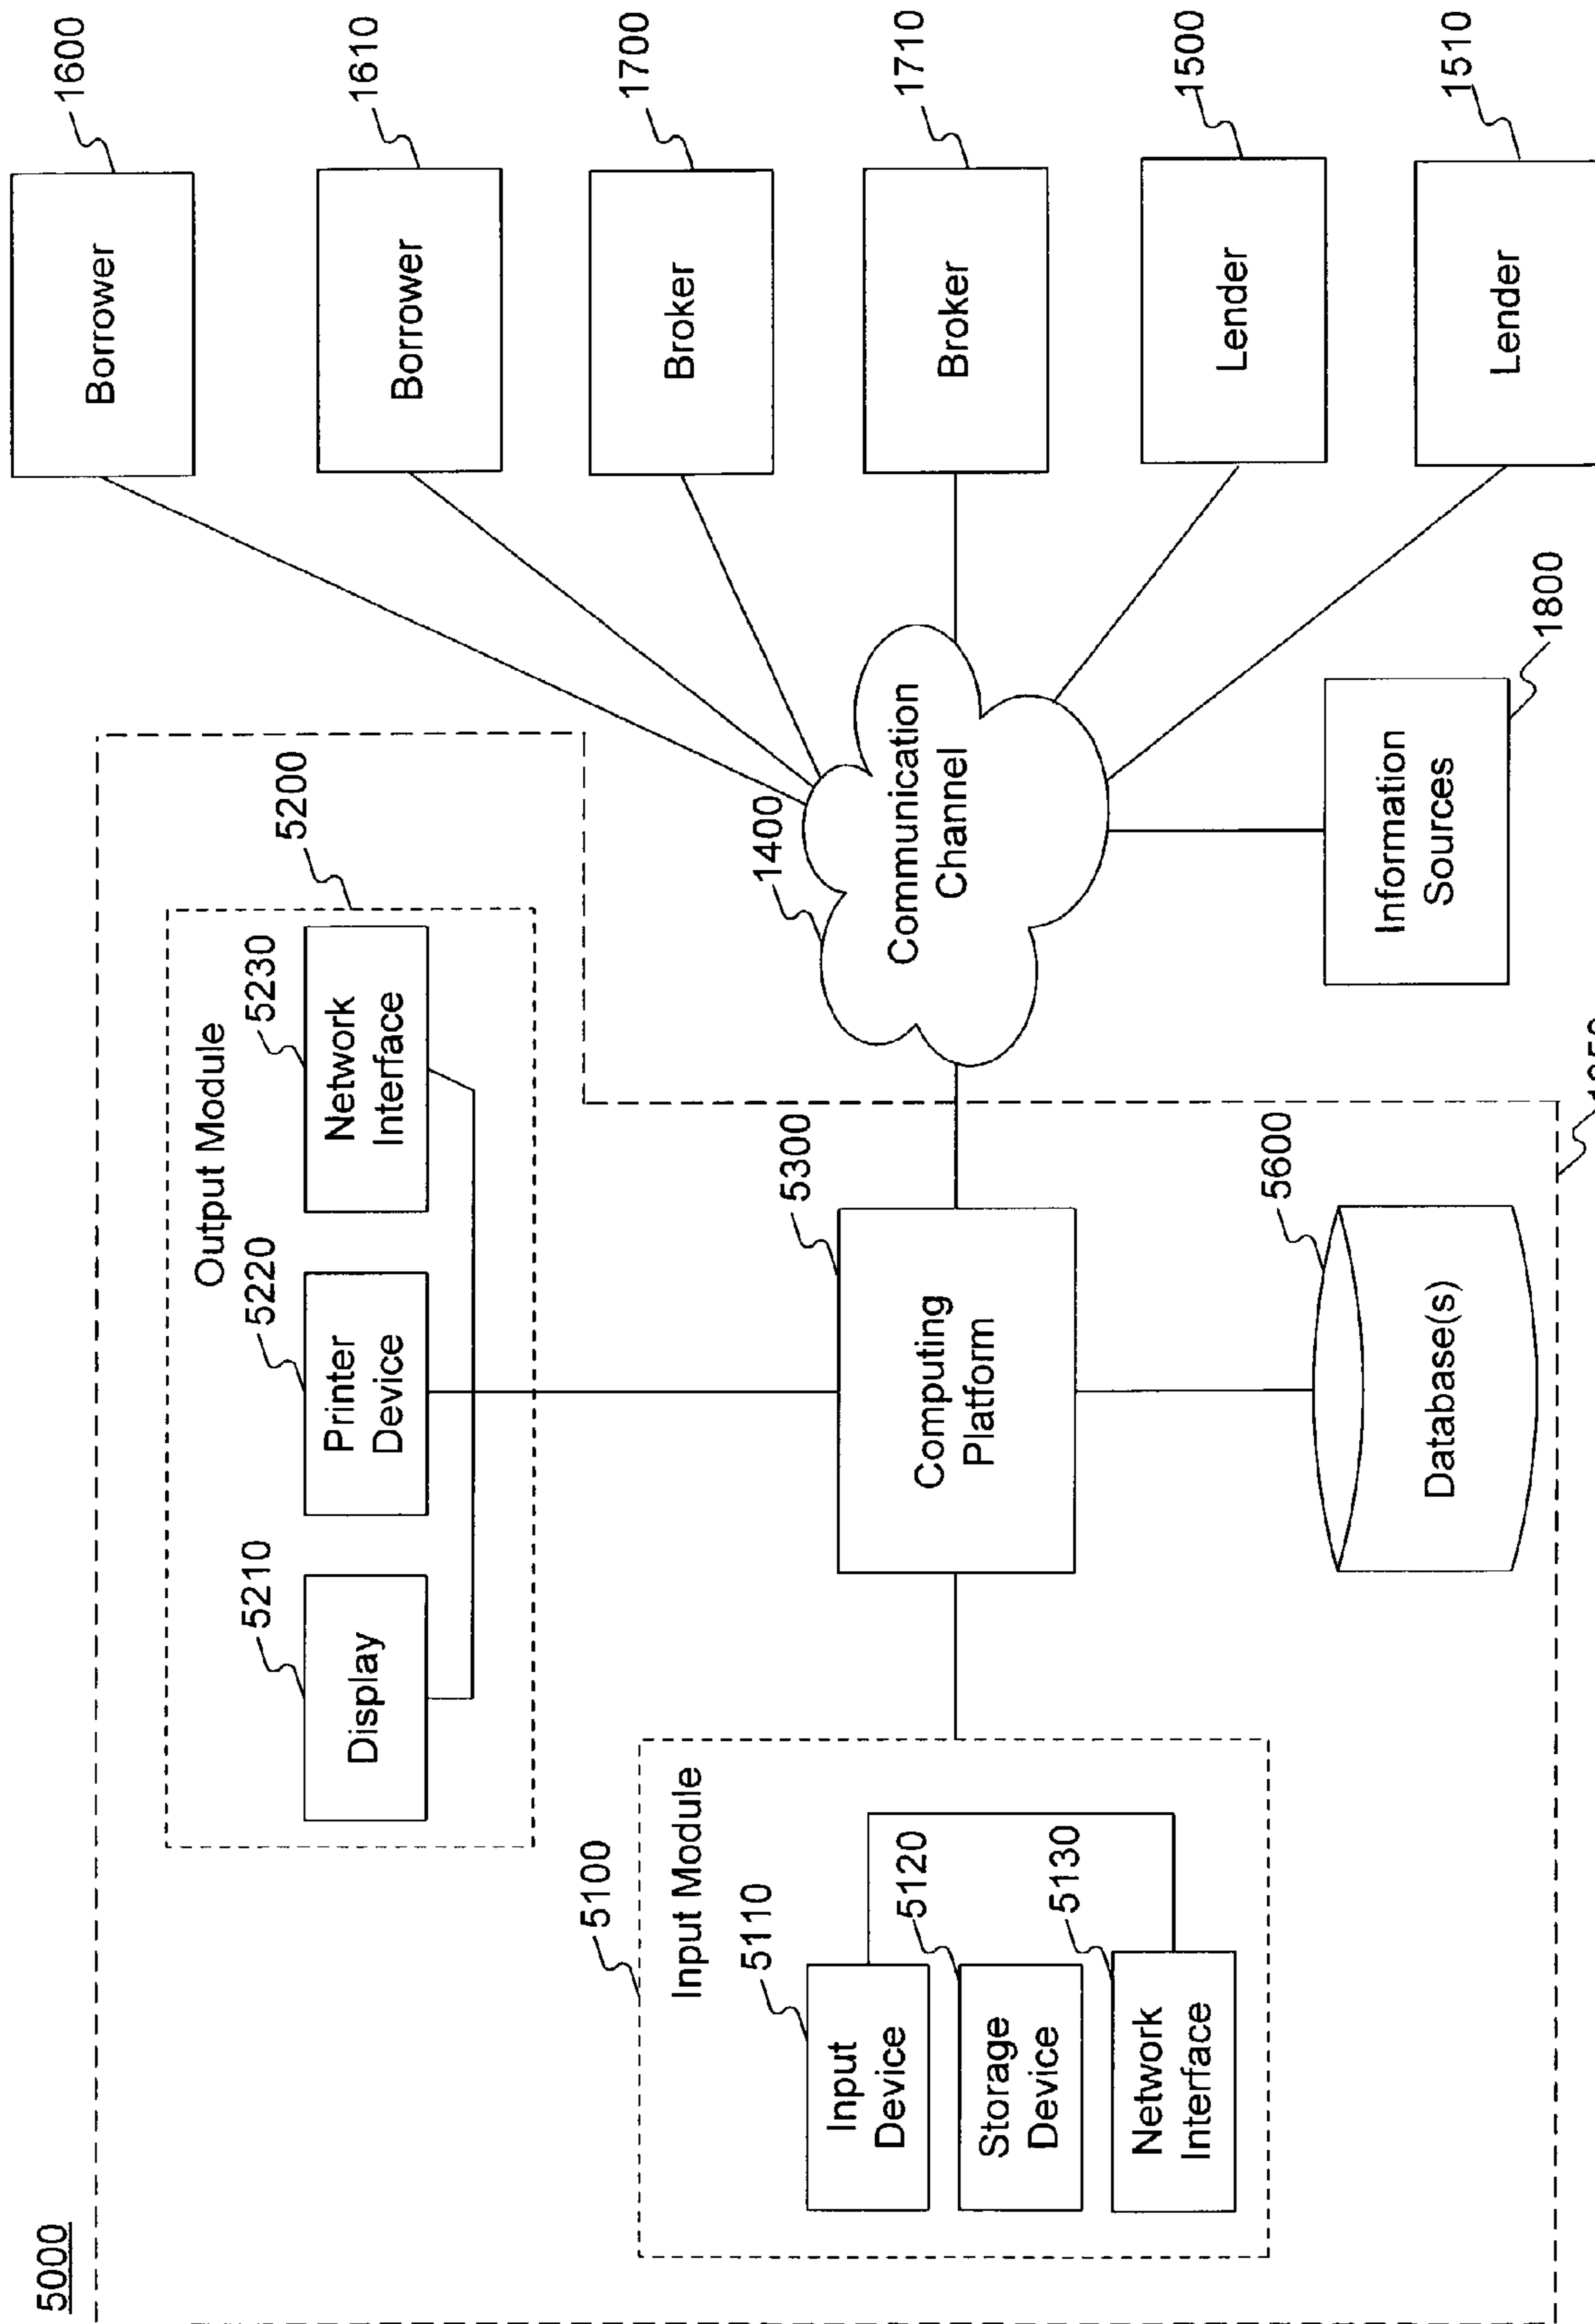 5000
Output Module
5200
5210
Display
5220
Printer
Device
5230
Network
Interface
5100
Input Module
5110
Input
Device
5120
Storage
Device
5130
Network
Interface
5300
Computing
Platform
5600
Database(s)
1400
Communication
Channel
Information
Sources
1800
Borrower
1600
Borrower
1610
Broker
1700
Broker
1710
Lender
1500
Lender
1510